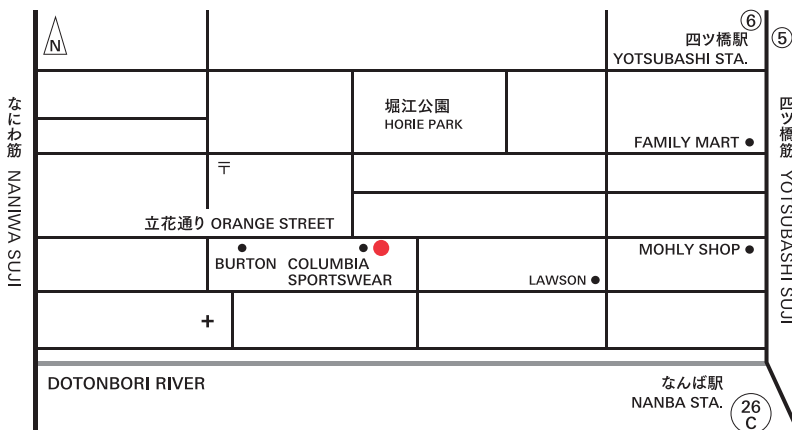 N
⑥
四ツ橋駅
YOTSUBASHI STA.
⑤
なにわ筋 NANIWA SUJI
堀江公園
HORIE PARK
四ツ橋筋 YOTSUBASHI SUJI
FAMILY MART
〒
立花通り ORANGE STREET
BURTON
COLUMBIA
SPORTSWEAR
MOHLY SHOP
LAWSON
DOTONBORI RIVER
なんば駅
NANBA STA.
26
C